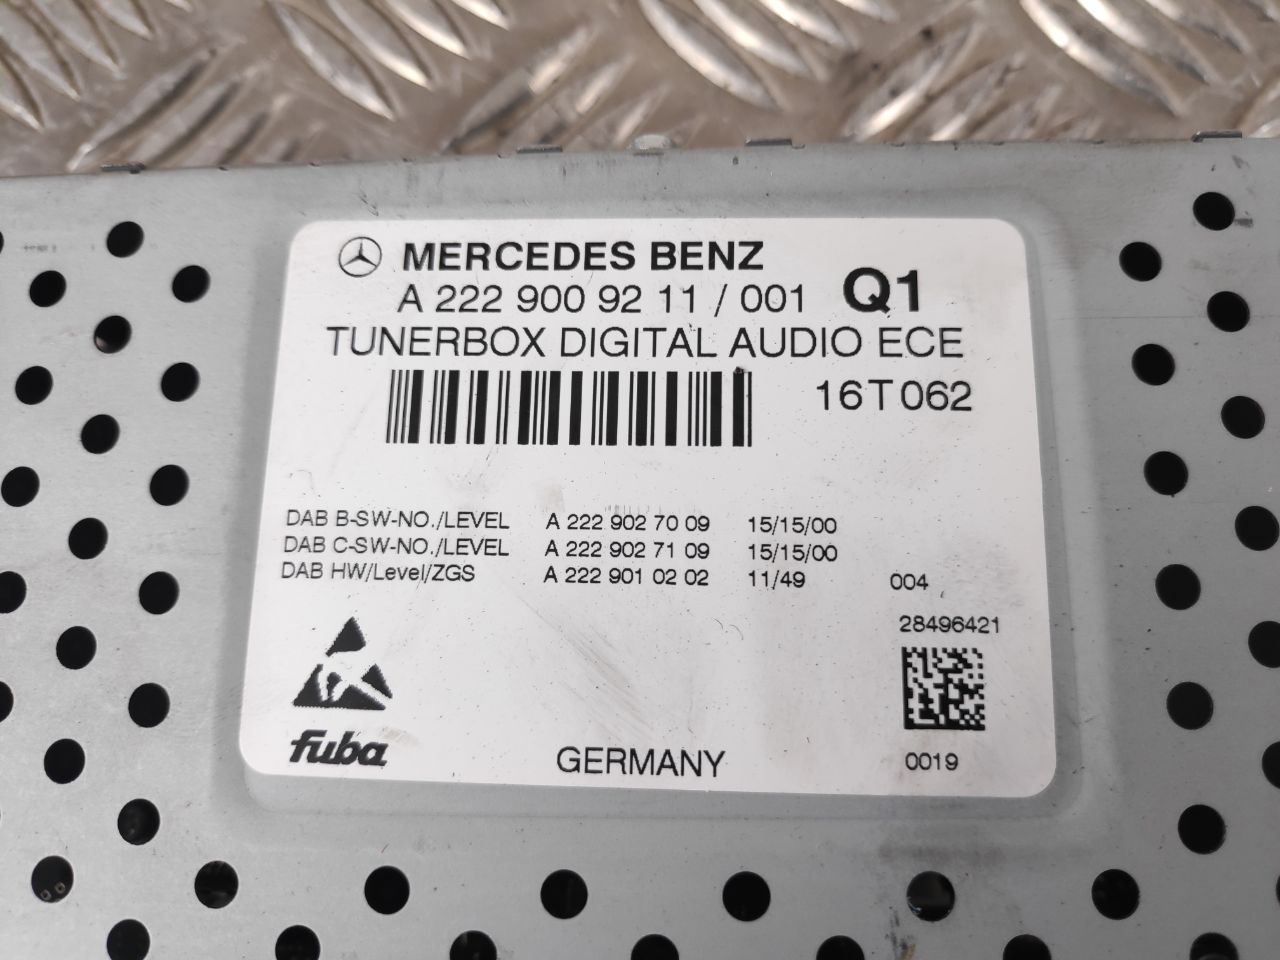 MERCEDES BENZ
A 222 900 92 11 / 001 Q1
TUNERBOX DIGITAL AUDIO ECE
16T062
DAB B-SW-NO./LEVEL A 222 902 70 09 15/15/00
DAB C-SW-NO./LEVEL A 222 902 71 09 15/15/00
DAB HW/Level/ZGS A 222 901 02 02 11/49 004
28496421
fuba
GERMANY
0019